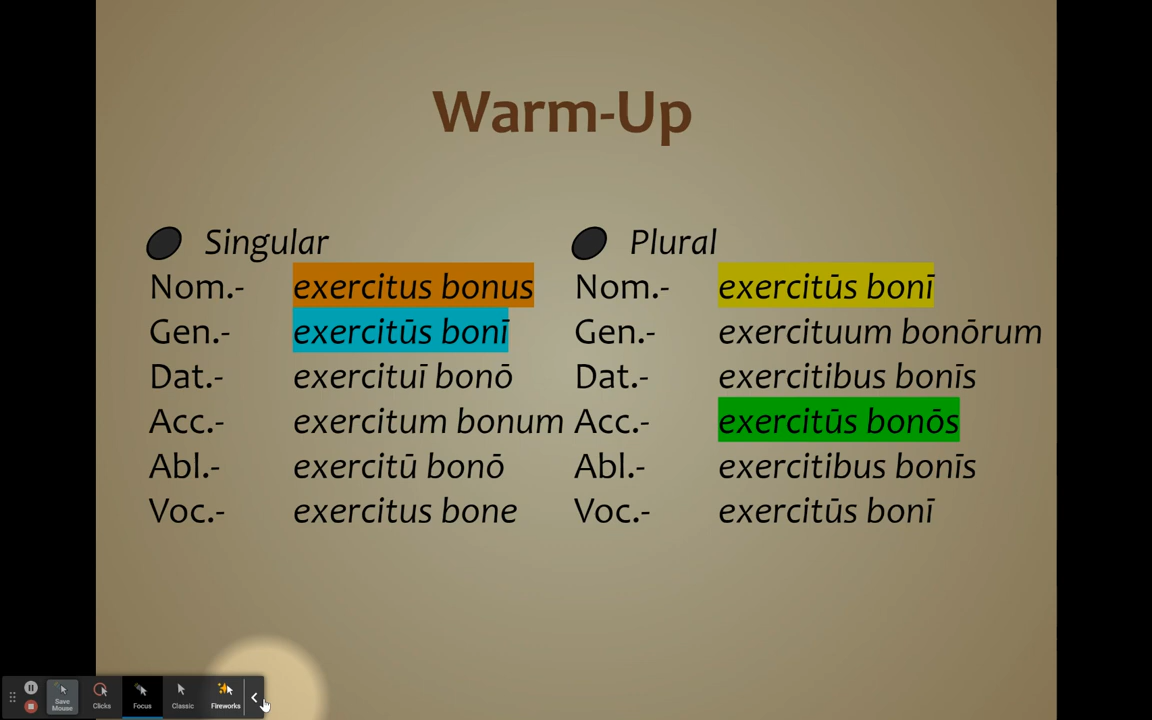 Warm-Up
Singular
Nom.- exercitus bonus
Gen.- exercitūs bonī
Dat.- exercituī bonō
Acc.- exercitum bonum
Abl.- exercitū bonō
Voc.- exercitus bone
Plural
Nom.- exercitūs bonī
Gen.- exercituum bonōrum
Dat.- exercitibus bonīs
Acc.- exercitūs bonōs
Abl.- exercitibus bonīs
Voc.- exercitūs bonī
Save Mouse
Clicks
Focus
Classic
Fireworks